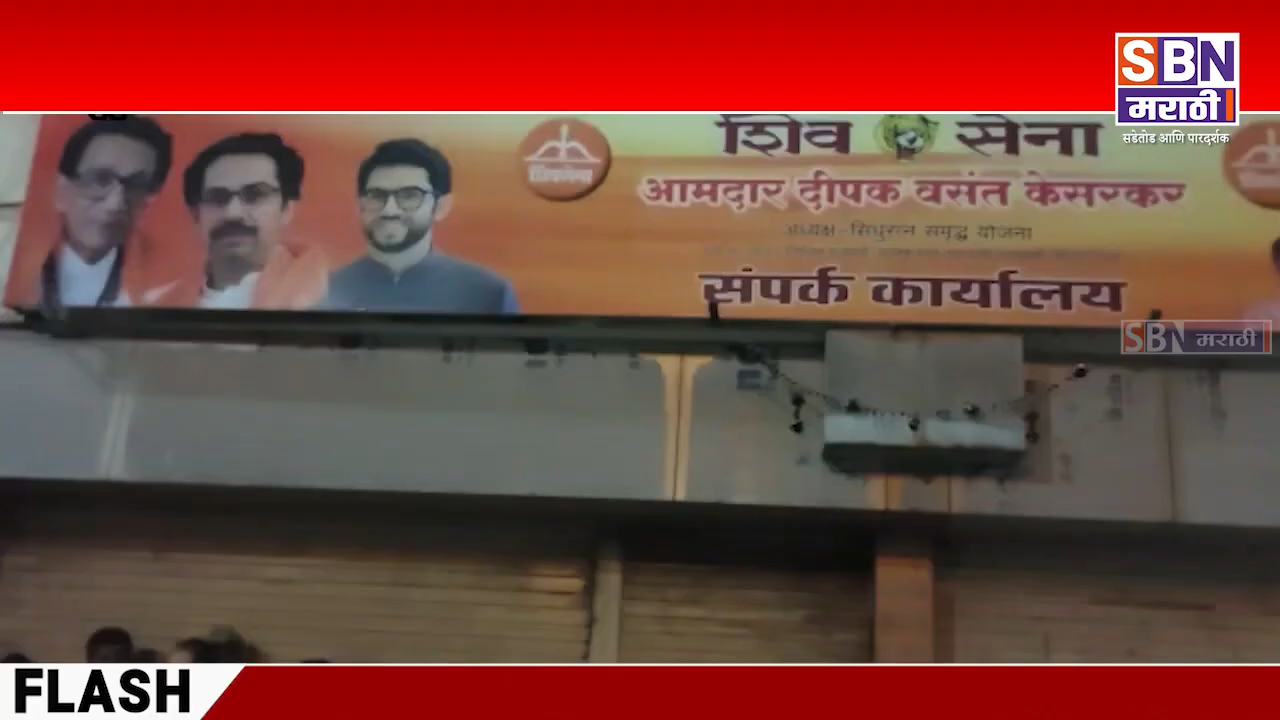 SBN
मराठी
सडेतोड आणि पारदर्शक
शिव सेना
शिवसेना
आमदार दीपक वसंत केसरकर
अध्यक्ष-सिंधुरत्न समृद्ध योजना
संपर्क कार्यालय
SBN मराठी
FLASH